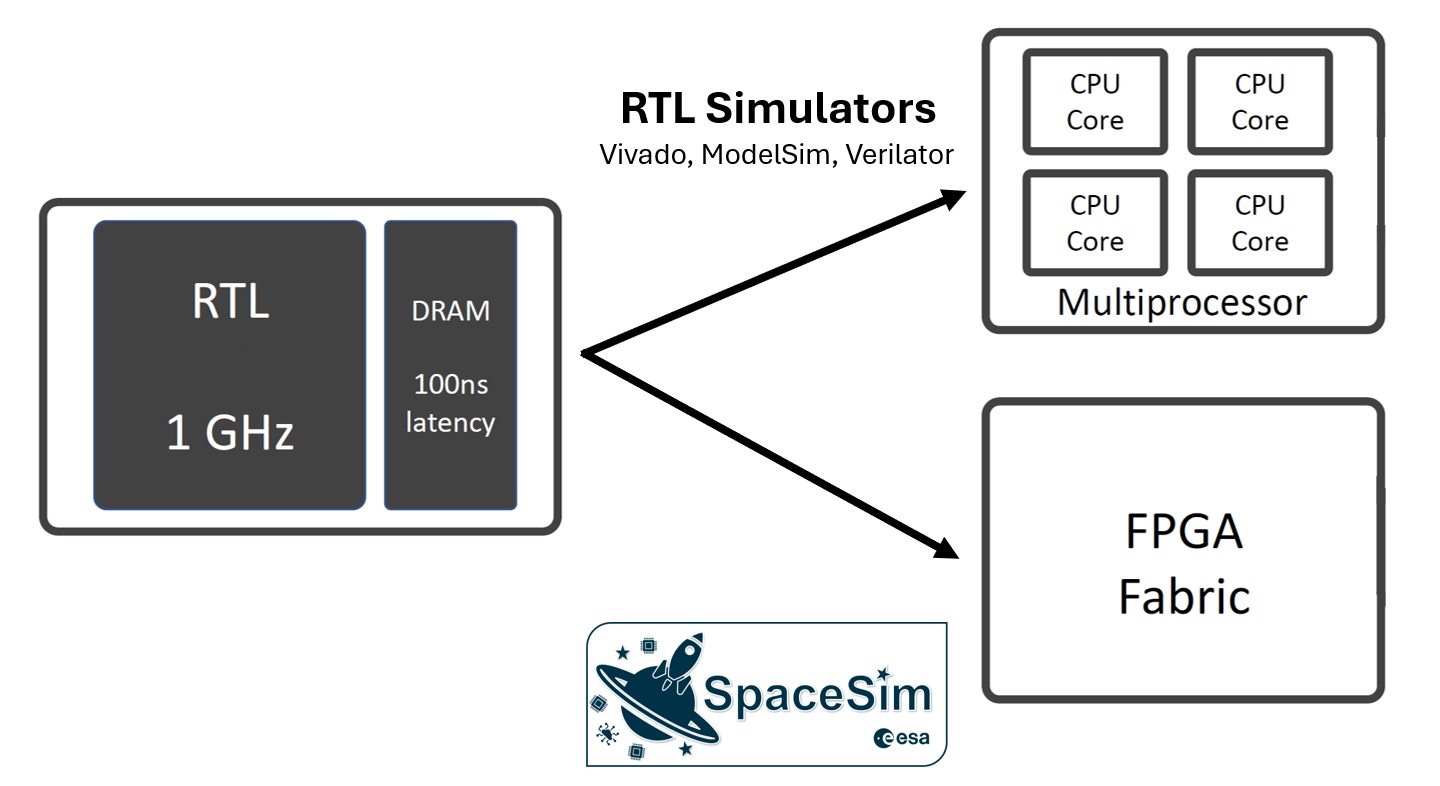 RTL
1 GHz
DRAM
100ns
latency
RTL Simulators
Vivado, ModelSim, Verilator
CPU
Core
CPU
Core
CPU
Core
CPU
Core
Multiprocessor
FPGA
Fabric
SpaceSim
esa